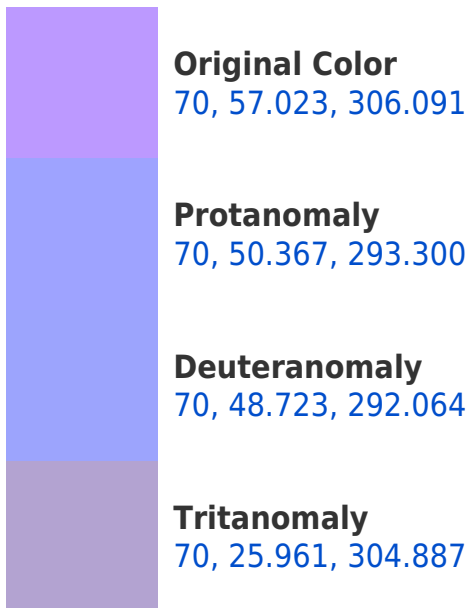 Original Color
70, 57.023, 306.091
Protanomaly
70, 50.367, 293.300
Deuteranomaly
70, 48.723, 292.064
Tritanomaly
70, 25.961, 304.887